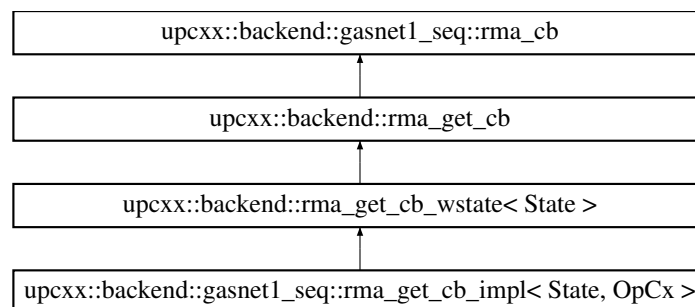 upcxx::backend::gasnet1_seq::rma_cb
upcxx::backend::rma_get_cb
upcxx::backend::rma_get_cb_wstate< State >
upcxx::backend::gasnet1_seq::rma_get_cb_impl< State, OpCx >